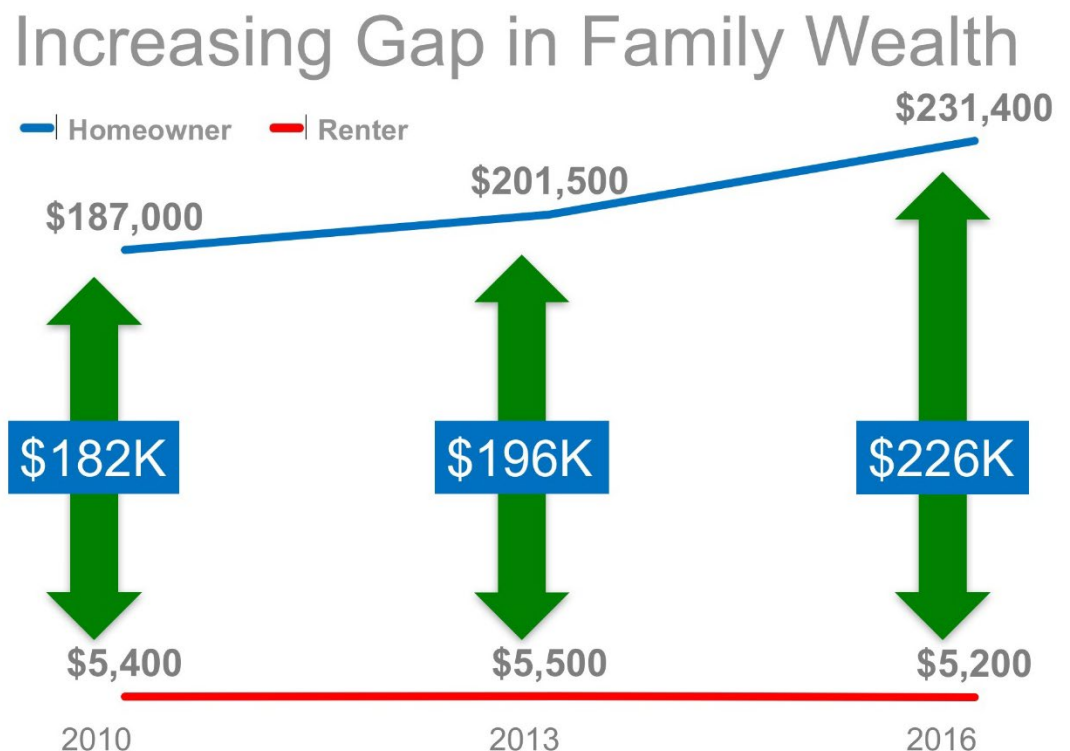 Increasing Gap in Family Wealth
Homeowner Renter
$231,400
$201,500
$187,000
$182K $196K $226K
$5,400 $5,500 $5,200
2010 2013 2016